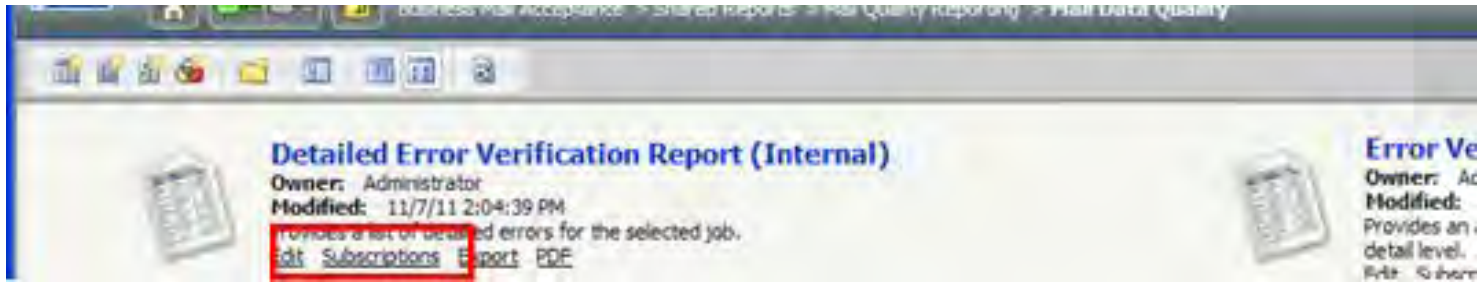 Business Mail Acceptance > Shared Reports > Mail Quality Reporting > Mail Data Quality
Detailed Error Verification Report (Internal)
Owner: Administrator
Modified: 11/7/11 2:04:39 PM
Provides a list of detailed errors for the selected job.
Edit Subscriptions Export PDF
Error Ve
Owner: Ad
Modified:
Provides an a
detail level.
Edit Subscr